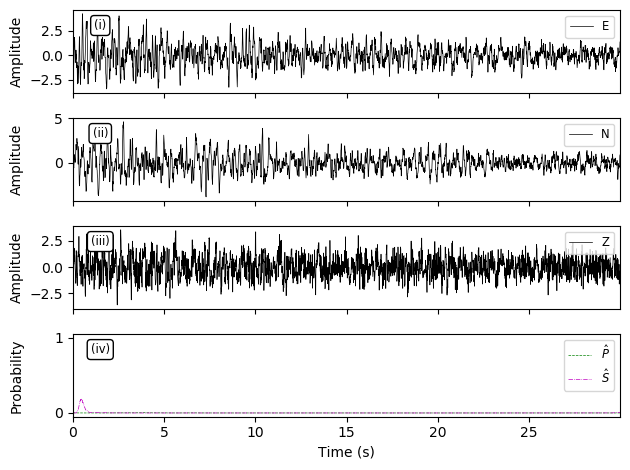 Amplitude
2.5
0.0
−2.5
(i)
E
Amplitude
5
0
(ii)
N
Amplitude
2.5
0.0
−2.5
(iii)
Z
Probability
1
0
(iv)
P̂
Ŝ
0 5 10 15 20 25
Time (s)